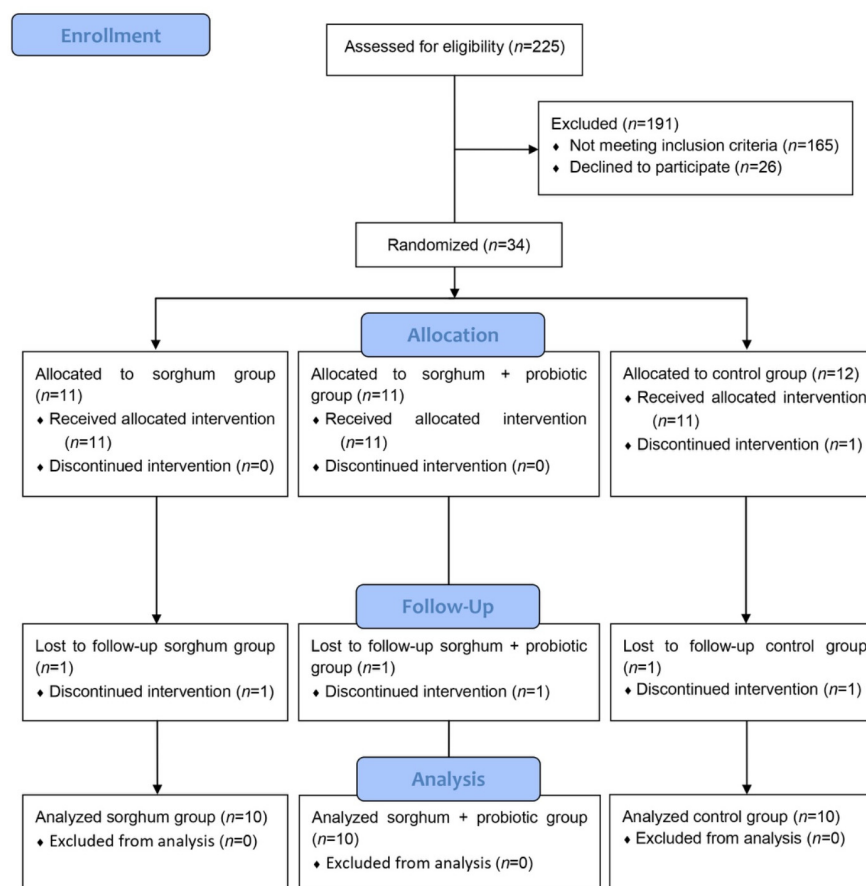 Enrollment
Assessed for eligibility (n=225)
Excluded (n=191)
♦ Not meeting inclusion criteria (n=165)
♦ Declined to participate (n=26)
Randomized (n=34)
Allocation
Allocated to sorghum group
(n=11)
♦ Received allocated intervention
(n=11)
♦ Discontinued intervention (n=0)
Allocated to sorghum + probiotic
group (n=11)
♦ Received allocated intervention
(n=11)
♦ Discontinued intervention (n=0)
Allocated to control group (n=12)
♦ Received allocated intervention
(n=11)
♦ Discontinued intervention (n=1)
Follow-Up
Lost to follow-up sorghum group
(n=1)
♦ Discontinued intervention (n=1)
Lost to follow-up sorghum + probiotic
group (n=1)
♦ Discontinued intervention (n=1)
Lost to follow-up control group
(n=1)
♦ Discontinued intervention (n=1)
Analysis
Analyzed sorghum group (n=10)
♦ Excluded from analysis (n=0)
Analyzed sorghum + probiotic group
(n=10)
♦ Excluded from analysis (n=0)
Analyzed control group (n=10)
♦ Excluded from analysis (n=0)